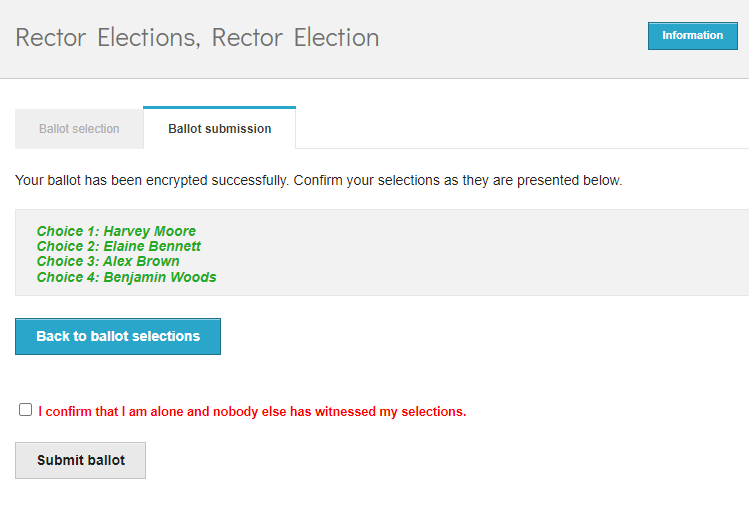 Rector Elections, Rector Election
Information
Ballot selection
Ballot submission
Your ballot has been encrypted successfully. Confirm your selections as they are presented below.
Choice 1: Harvey Moore
Choice 2: Elaine Bennett
Choice 3: Alex Brown
Choice 4: Benjamin Woods
Back to ballot selections
I confirm that I am alone and nobody else has witnessed my selections.
Submit ballot